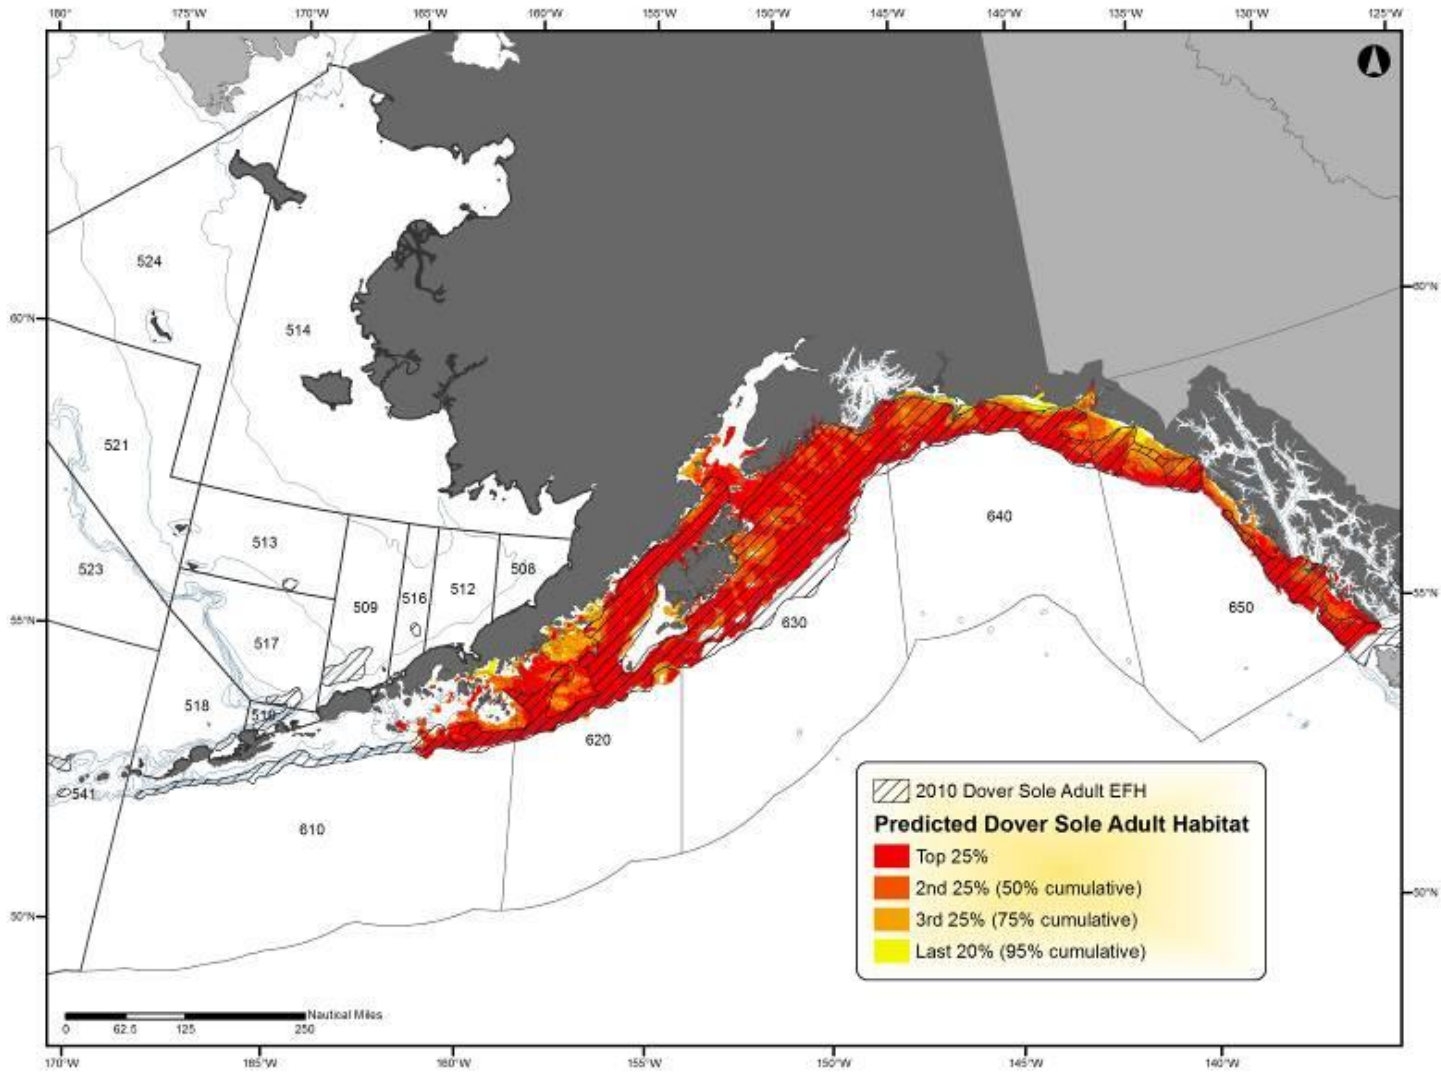 180° 175°W 170°W 165°W 160°W 155°W 150°W 145°W 140°W 135°W 130°W 125°W
524
60°N
60°N
514
521
513
640
523
508
512
509
516
55°N
55°N
650
630
517
518
519
620
541
610
2010 Dover Sole Adult EFH
Predicted Dover Sole Adult Habitat
Top 25%
2nd 25% (50% cumulative)
3rd 25% (75% cumulative)
Last 20% (95% cumulative)
50°N
50°N
Nautical Miles
0 62.5 125 250
170°W 165°W 160°W 155°W 150°W 145°W 140°W